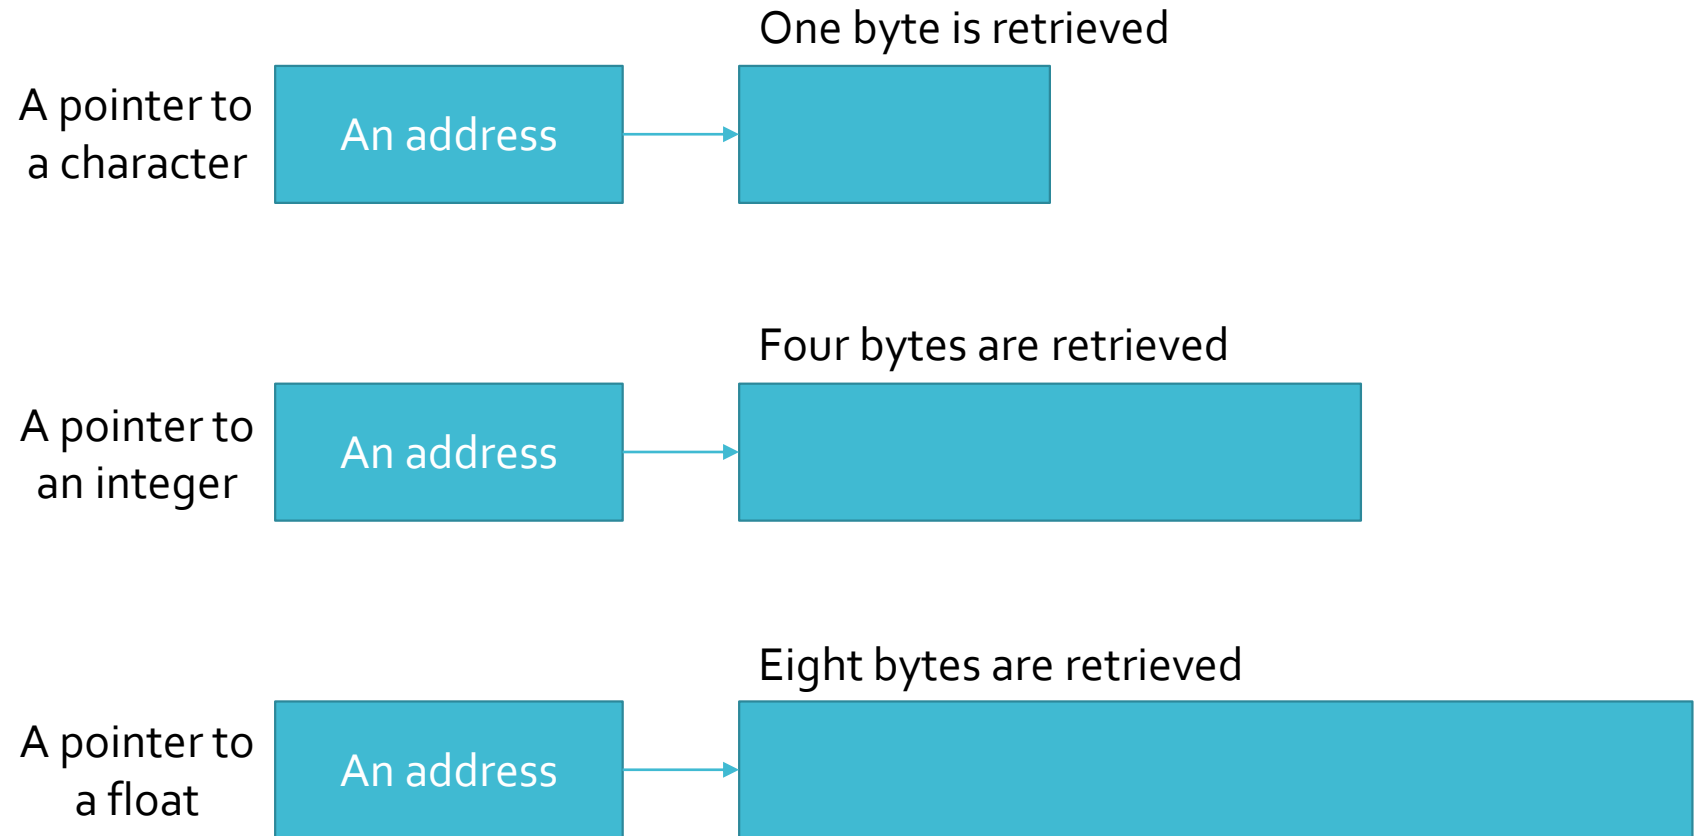 One byte is retrieved
A pointer to
a character
An address
Four bytes are retrieved
A pointer to
an integer
An address
Eight bytes are retrieved
A pointer to
a float
An address